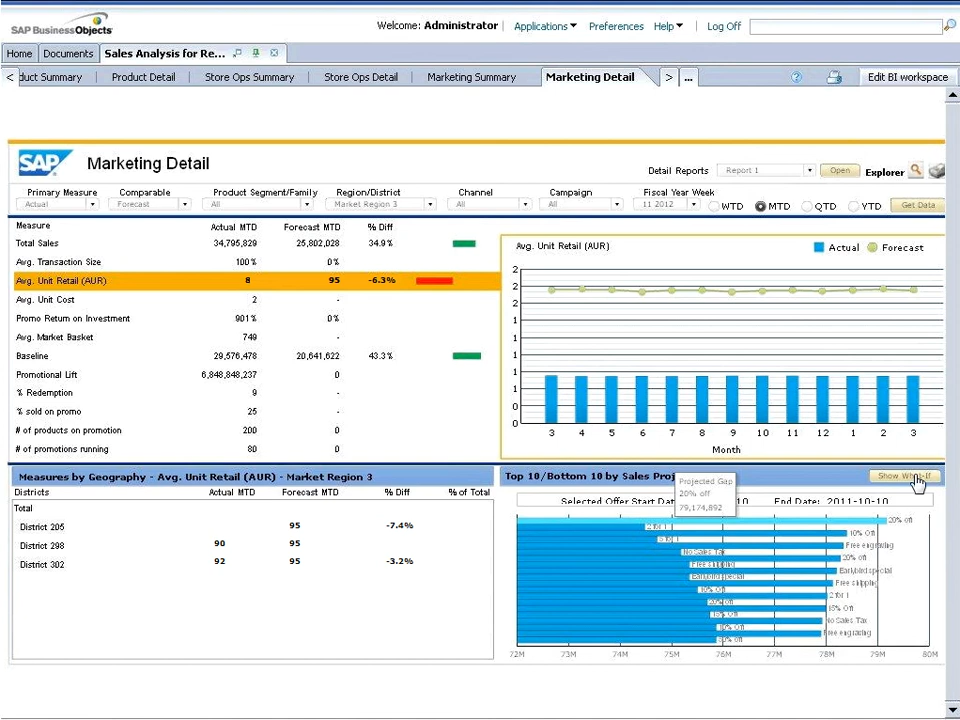 SAP BusinessObjects
Welcome: Administrator | Applications Preferences Help | Log Off
Home Documents Sales Analysis for Re...
duct Summary | Product Detail | Store Ops Summary | Store Ops Detail | Marketing Summary Marketing Detail > ... Edit BI workspace
SAP Marketing Detail
Detail Reports Report 1 Open Explorer
Primary Measure Comparable Product Segment/Family Region/District Channel Campaign Fiscal Year Week
Actual Forecast All Market Region 3 All All 11 2012 WTD MTD QTD YTD Get Data
Measure Actual MTD Forecast MTD % Diff
Total Sales 34,795,829 25,802,028 34.9%
Avg. Transaction Size 100% 0%
Avg. Unit Retail (AUR) 8 95 -6.3%
Avg. Unit Cost 2 -
Promo Return on Investment 901% 0%
Avg. Market Basket 749 -
Baseline 29,576,478 20,641,622 43.3%
Promotional Lift 6,848,848,237 0
% Redemption 9 -
% sold on promo 25 -
# of products on promotion 200 0
# of promotions running 80 0
Avg. Unit Retail (AUR) Actual Forecast
2
2
2
1
1
1
1
1
0
0
3 4 5 6 7 8 9 10 11 12 1 2 3
Month
Measures by Geography - Avg. Unit Retail (AUR) - Market Region 3
Districts Actual MTD Forecast MTD % Diff % of Total
Total
District 205 95 -7.4%
District 298 90 95
District 302 92 95 -3.2%
Top 10/Bottom 10 by Sales Proj Show What-If
Projected Gap
20% off
79,174,892
Selected Offer Start Dat 10 End Date: 2011-10-10
20% off
2 for 1 10% Off
Free engraving
No Sales Tax 20% off
Free shipping Earlybird special
Earlybird special Free shipping
10% Off 2 for 1
20% off 15% Off
15% Off No Sales Tax
10% Off Free engraving
72M 73M 74M 75M 76M 77M 78M 79M 80M